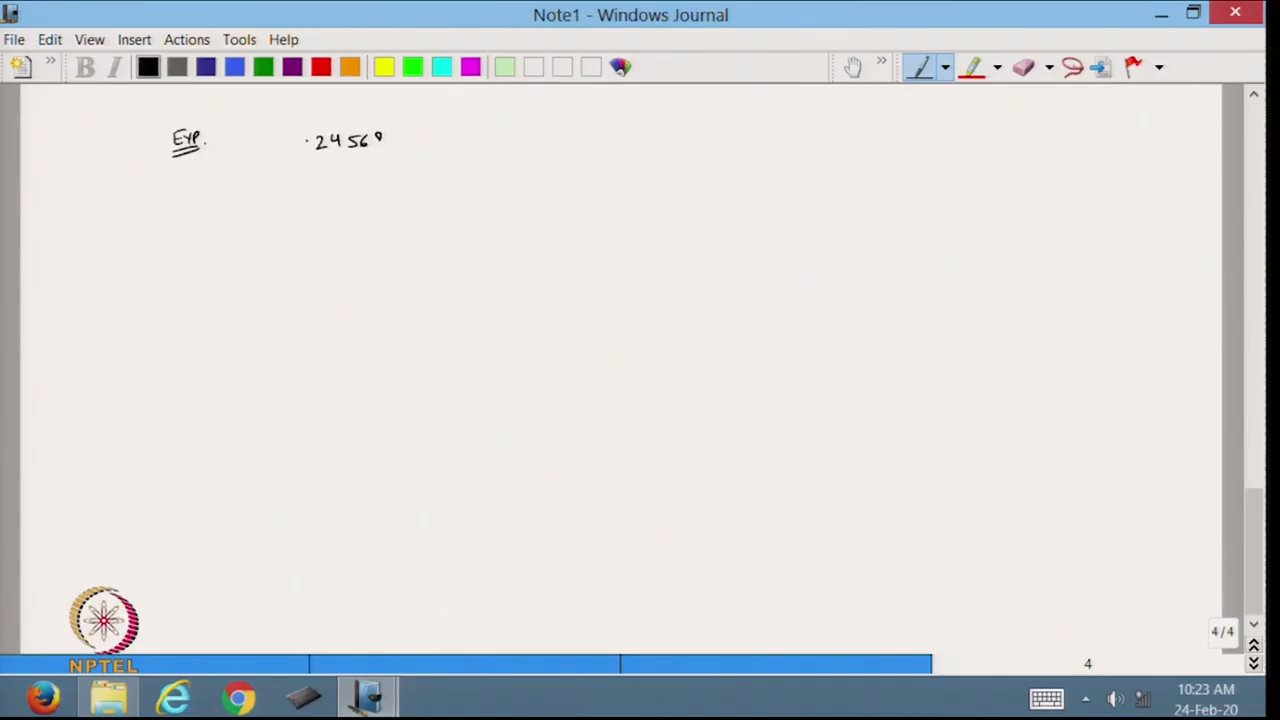 Note1 - Windows Journal
File Edit View Insert Actions Tools Help
B I
Exp. .2456
4/4
NPTEL
4
10:23 AM
24-Feb-20